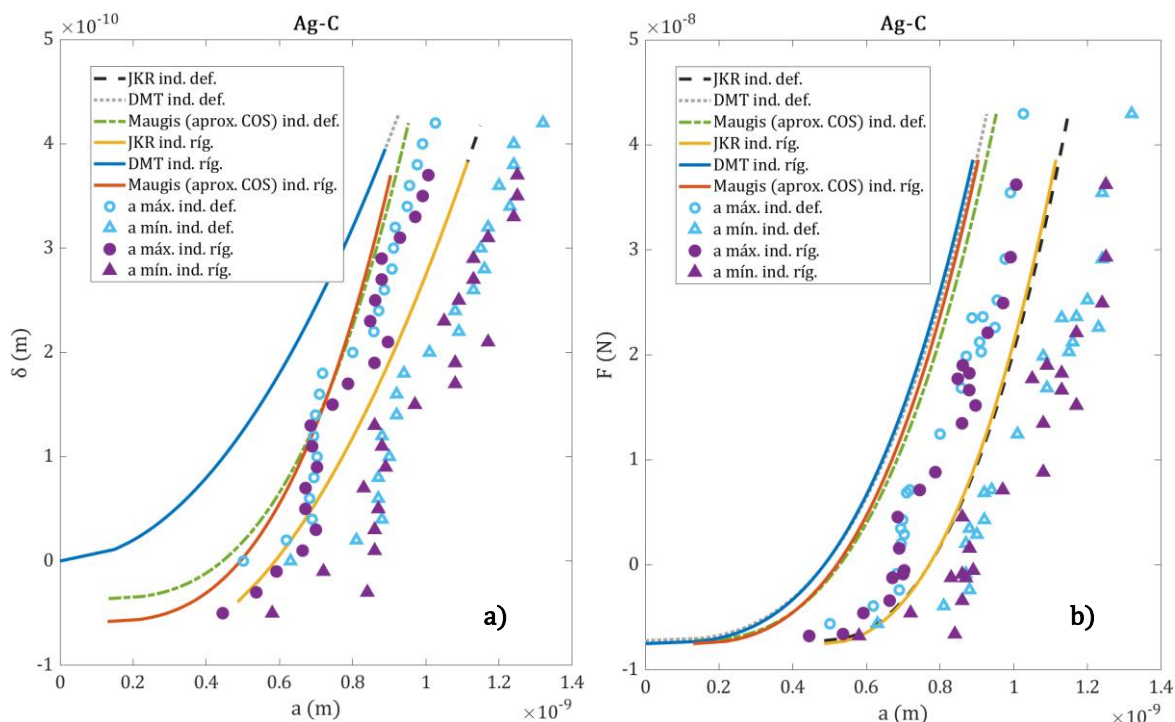 ×10⁻¹⁰
Ag-C
5
4
3
2
1
0
-1
δ (m)
JKR ind. def.
DMT ind. def.
Maugis (aprox. COS) ind. def.
JKR ind. ríg.
DMT ind. ríg.
Maugis (aprox. COS) ind. ríg.
a máx. ind. def.
a mín. ind. def.
a máx. ind. ríg.
a mín. ind. ríg.
a)
0 0.2 0.4 0.6 0.8 1 1.2 1.4
a (m)
×10⁻⁹
×10⁻⁸
Ag-C
5
4
3
2
1
0
-1
F (N)
JKR ind. def.
DMT ind. def.
Maugis (aprox. COS) ind. def.
JKR ind. ríg.
DMT ind. ríg.
Maugis (aprox. COS) ind. ríg.
a máx. ind. def.
a mín. ind. def.
a máx. ind. ríg.
a mín. ind. ríg.
b)
0 0.2 0.4 0.6 0.8 1 1.2 1.4
a (m)
×10⁻⁹